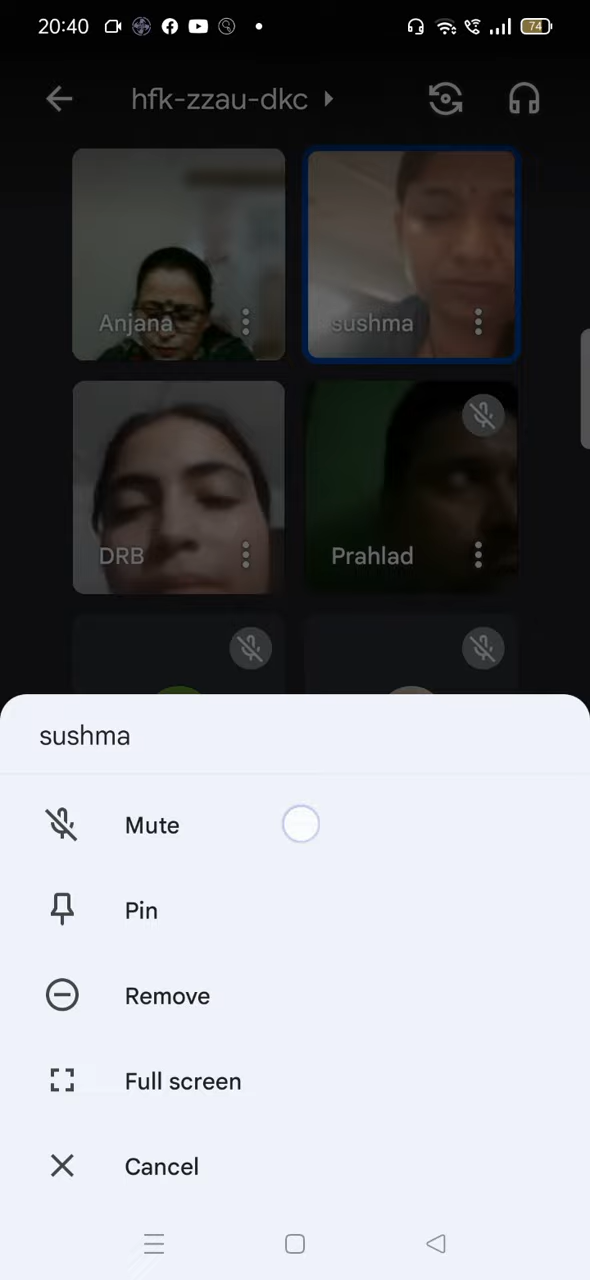 20:40
74
hfk-zzau-dkc
Anjana
sushma
DRB
Prahlad
sushma
Mute
Pin
Remove
Full screen
Cancel